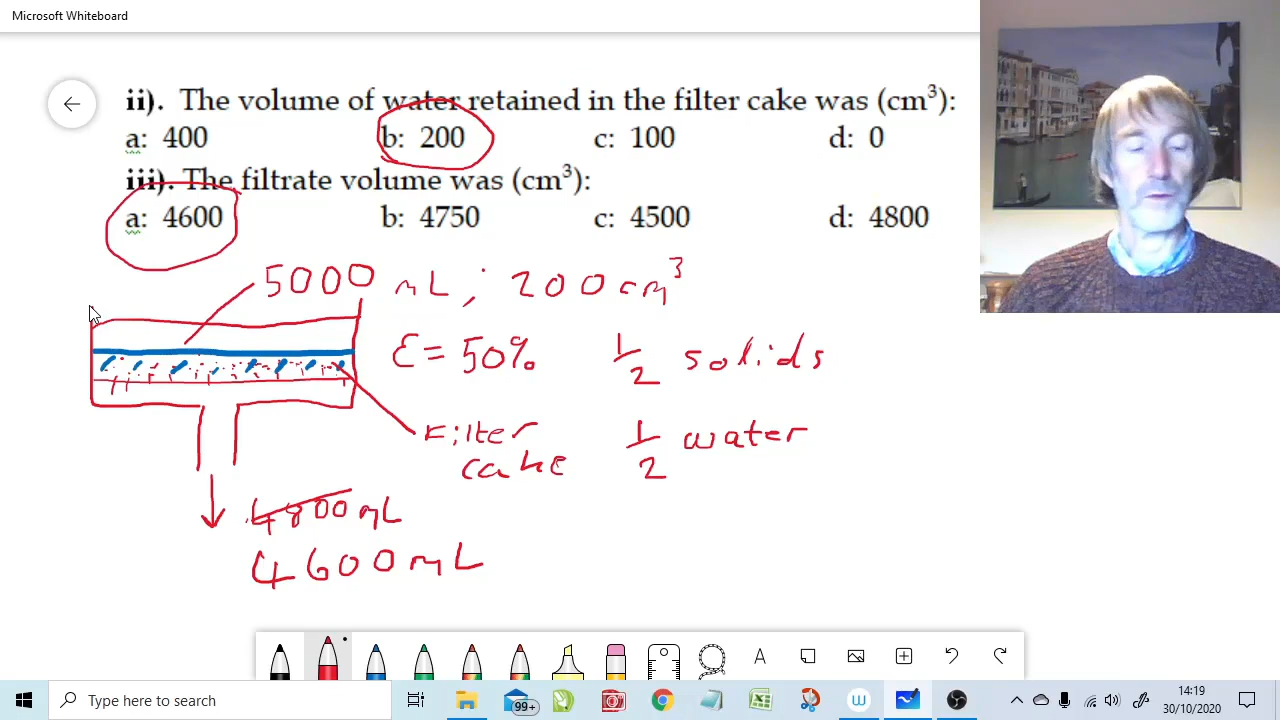 Microsoft Whiteboard
ii). The volume of water retained in the filter cake was (cm³):
a: 400 b: 200 c: 100 d: 0
iii). The filtrate volume was (cm³):
a: 4600 b: 4750 c: 4500 d: 4800
5000 mL ; 200 cm³
ε = 50% 1/2 solids
Filter 1/2 water
cake
4800 mL
4600 mL
A
Type here to search
99+
W
14:19
30/10/2020